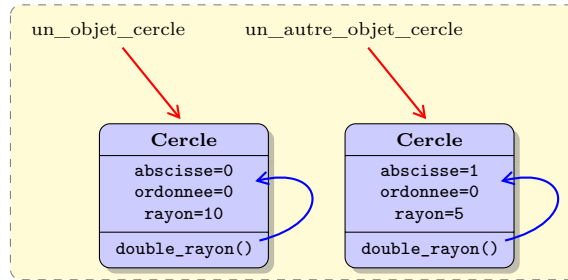 un_objet_cercle un_autre_objet_cercle
Cercle
abscisse=0
ordonnee=0
rayon=10
double_rayon()
Cercle
abscisse=1
ordonnee=0
rayon=5
double_rayon()